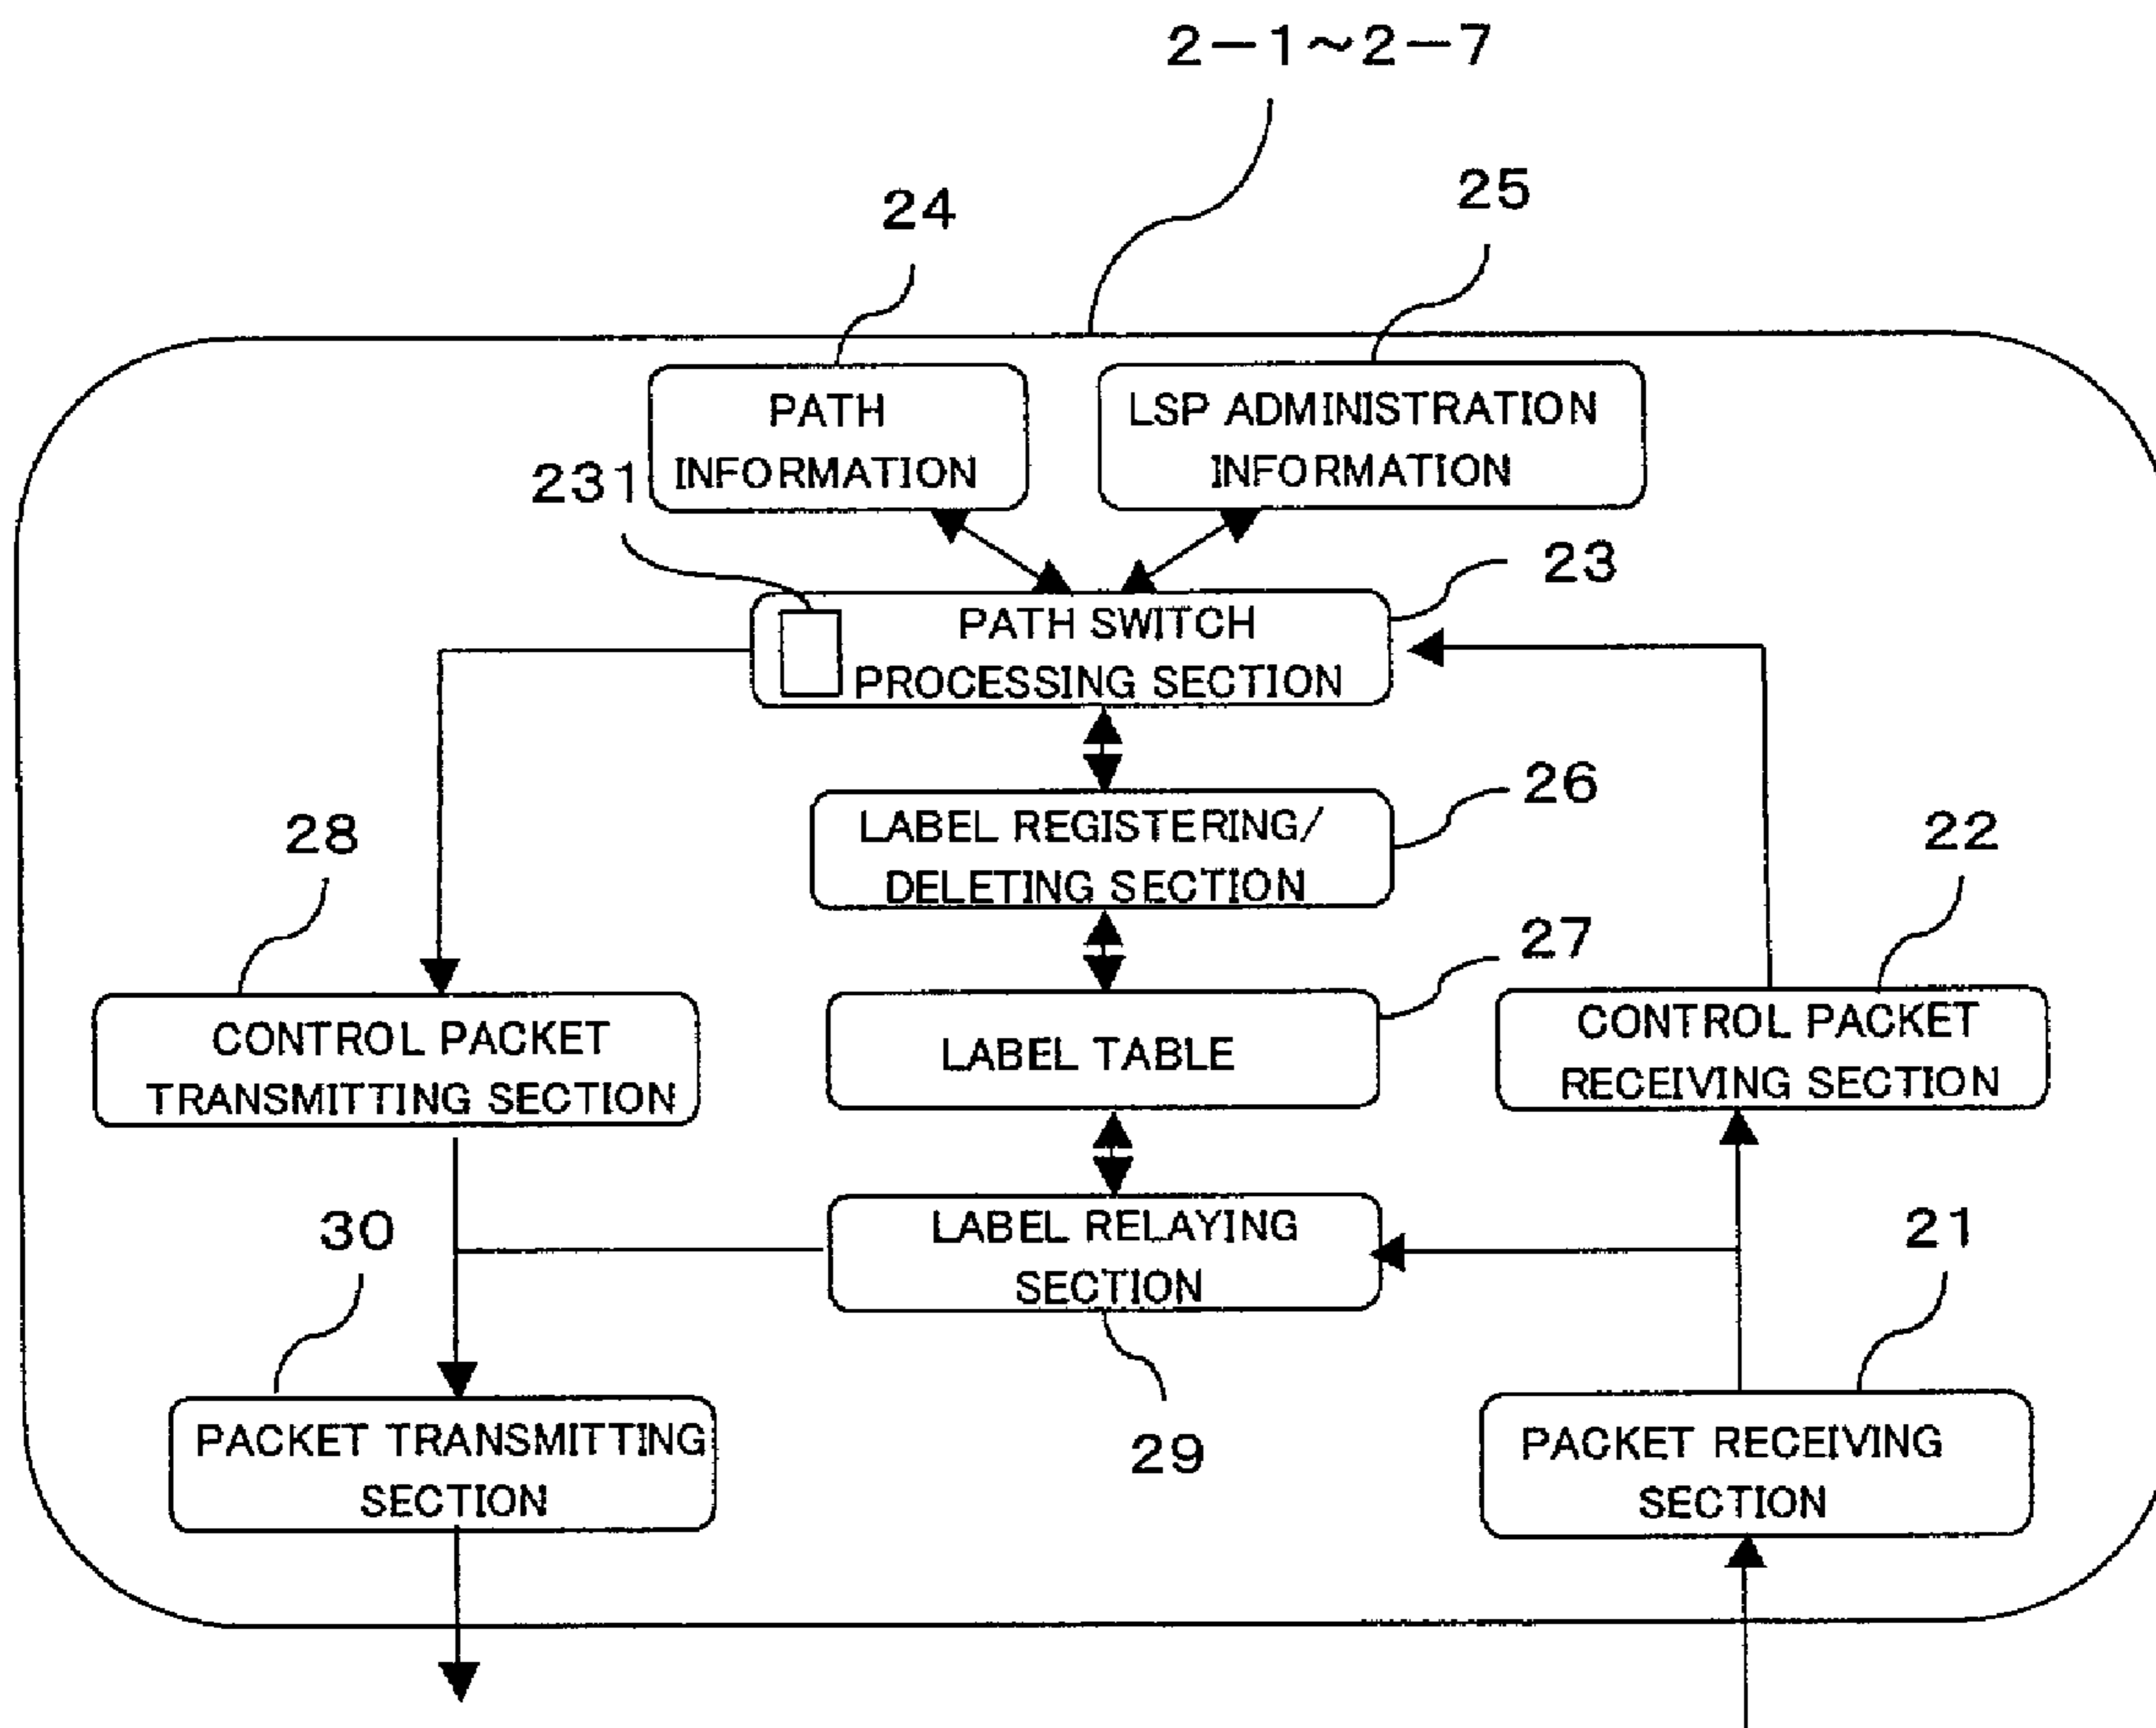 2-1~2-7
24
25
PATH
INFORMATION
LSP ADMINISTRATION
INFORMATION
231
23
PATH SWITCH
PROCESSING SECTION
26
LABEL REGISTERING/
DELETING SECTION
28
22
27
CONTROL PACKET
TRANSMITTING SECTION
LABEL TABLE
CONTROL PACKET
RECEIVING SECTION
30
LABEL RELAYING
SECTION
21
29
PACKET TRANSMITTING
SECTION
PACKET RECEIVING
SECTION